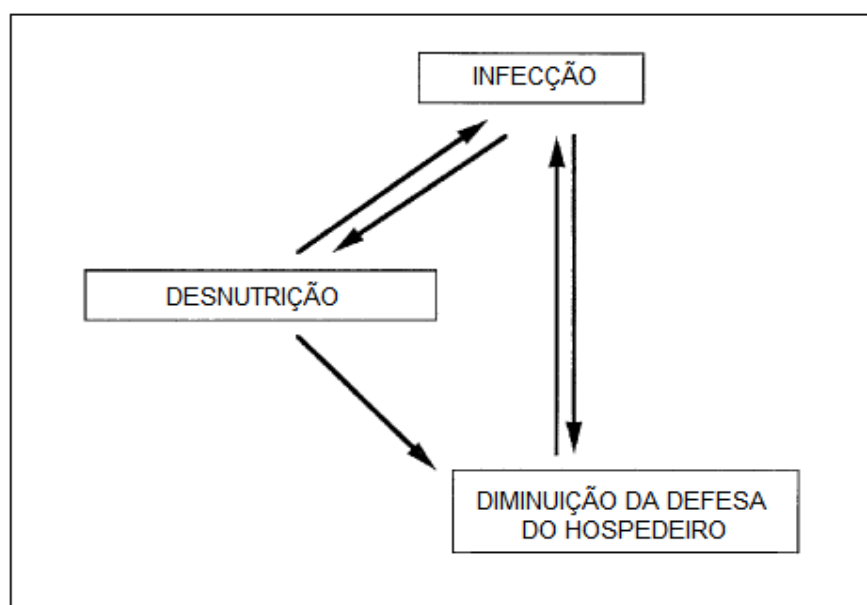 INFECÇÃO
DESNUTRIÇÃO
DIMINUIÇÃO DA DEFESA
DO HOSPEDEIRO